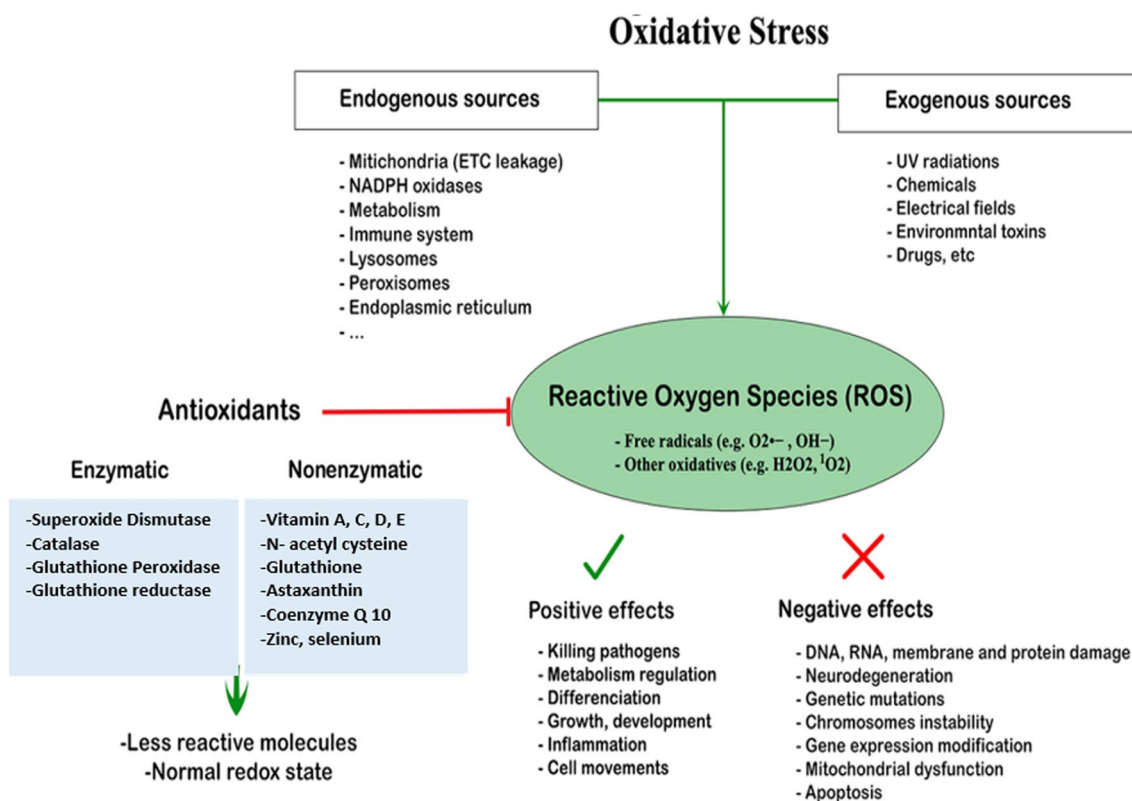 Oxidative Stress
Endogenous sources
- Mitichondria (ETC leakage)
- NADPH oxidases
- Metabolism
- Immune system
- Lysosomes
- Peroxisomes
- Endoplasmic reticulum
- ...
Exogenous sources
- UV radiations
- Chemicals
- Electrical fields
- Environmntal toxins
- Drugs, etc
Antioxidants
Reactive Oxygen Species (ROS)
- Free radicals (e.g. O2•− , OH−)
- Other oxidatives (e.g. H2O2, ¹O2)
Enzymatic
-Superoxide Dismutase
-Catalase
-Glutathione Peroxidase
-Glutathione reductase
Nonenzymatic
-Vitamin A, C, D, E
-N- acetyl cysteine
-Glutathione
-Astaxanthin
-Coenzyme Q 10
-Zinc, selenium
-Less reactive molecules
-Normal redox state
Positive effects
- Killing pathogens
- Metabolism regulation
- Differenciation
- Growth, development
- Inflammation
- Cell movements
Negative effects
- DNA, RNA, membrane and protein damage
- Neurodegeneration
- Genetic mutations
- Chromosomes instability
- Gene expression modification
- Mitochondrial dysfunction
- Apoptosis